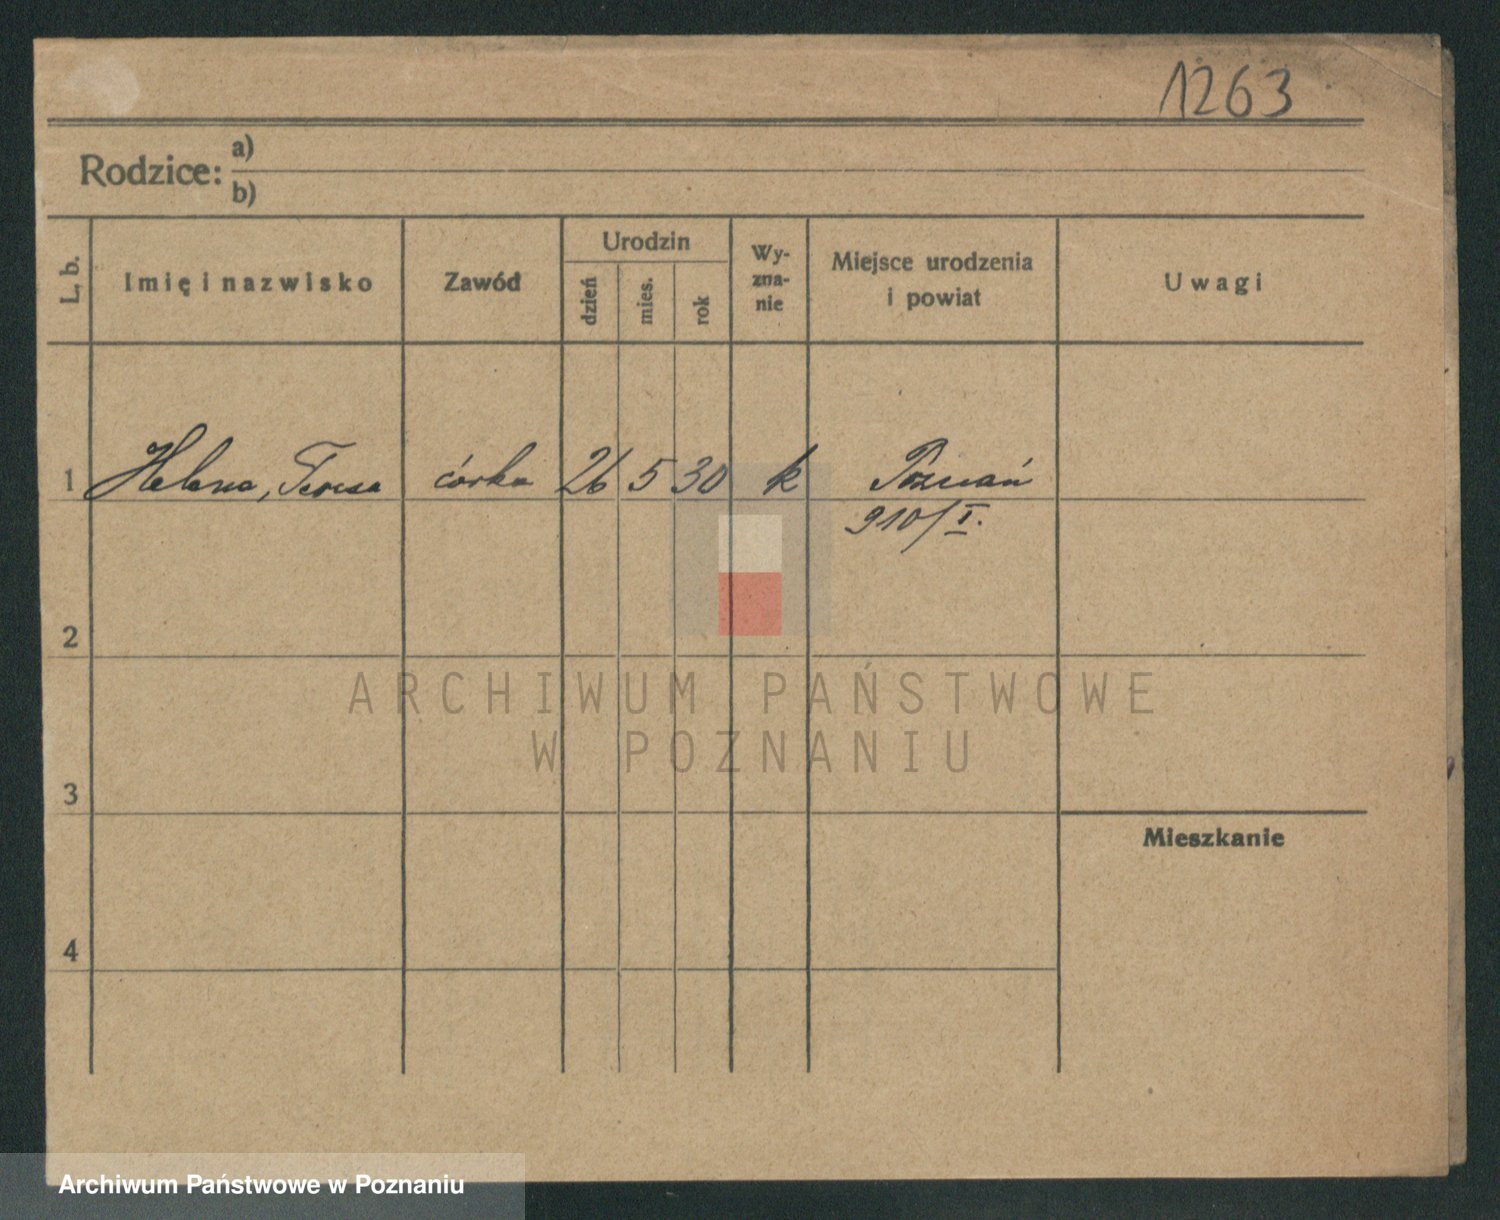 1263
Rodzice: a)
b)
L. b. Imię i nazwisko Zawód Urodzin dzień mies. rok Wy-zna-nie Miejsce urodzenia i powiat Uwagi
1 Helena, Teresa córka 26 5 30 k Poznań
910/I.
2
ARCHIWUM PAŃSTWOWE
W POZNANIU
3
Mieszkanie
4
Archiwum Państwowe w Poznaniu